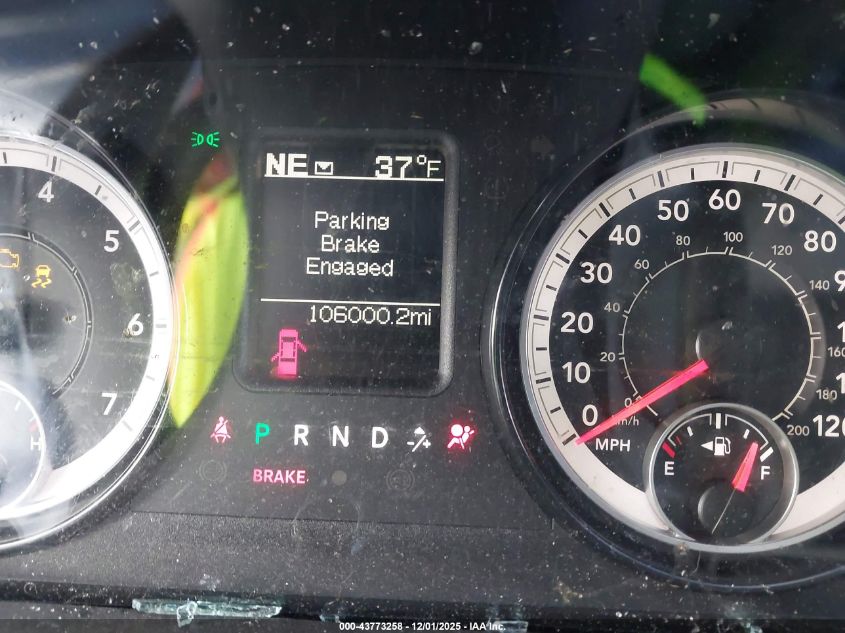 NE 37°F
Parking
Brake
Engaged
106000.2mi
4
5
6
7
H
P R N D -/+
BRAKE
0
10
20
30
40
50
60
70
80
120
MPH
0
20
40
60
80
100
120
140
160
180
200
km/h
E F
000-43773258 - 12/01/2025 - IAA Inc.